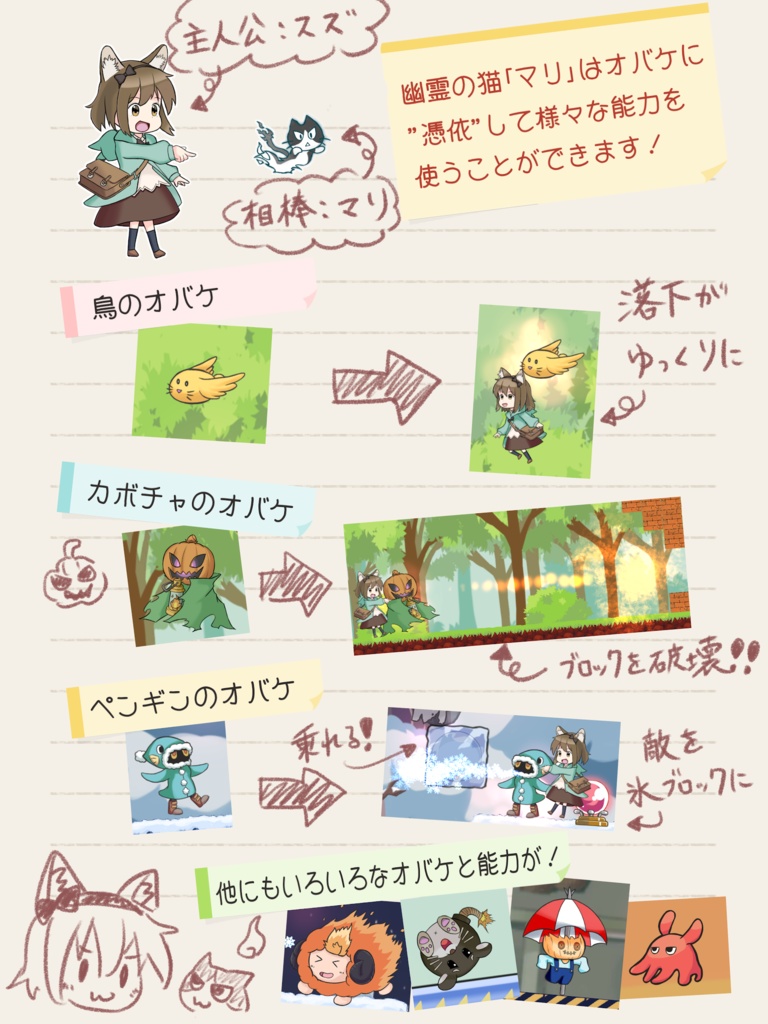 主人公：スズ
幽霊の猫「マリ」はオバケに
”憑依”して様々な能力を
使うことができます！
相棒：マリ
鳥のオバケ
落下が
ゆっくりに
カボチャのオバケ
ブロックを破壊!!
ペンギンのオバケ
乗れる!
敵を
氷ブロックに
他にもいろいろなオバケと能力が！